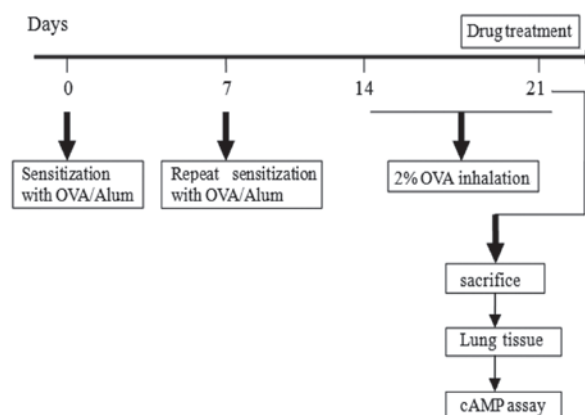 Days
Drug treatment
0
7
14
21
Sensitization
with OVA/Alum
Repeat sensitization
with OVA/Alum
2% OVA inhalation
sacrifice
Lung tissue
cAMP assay